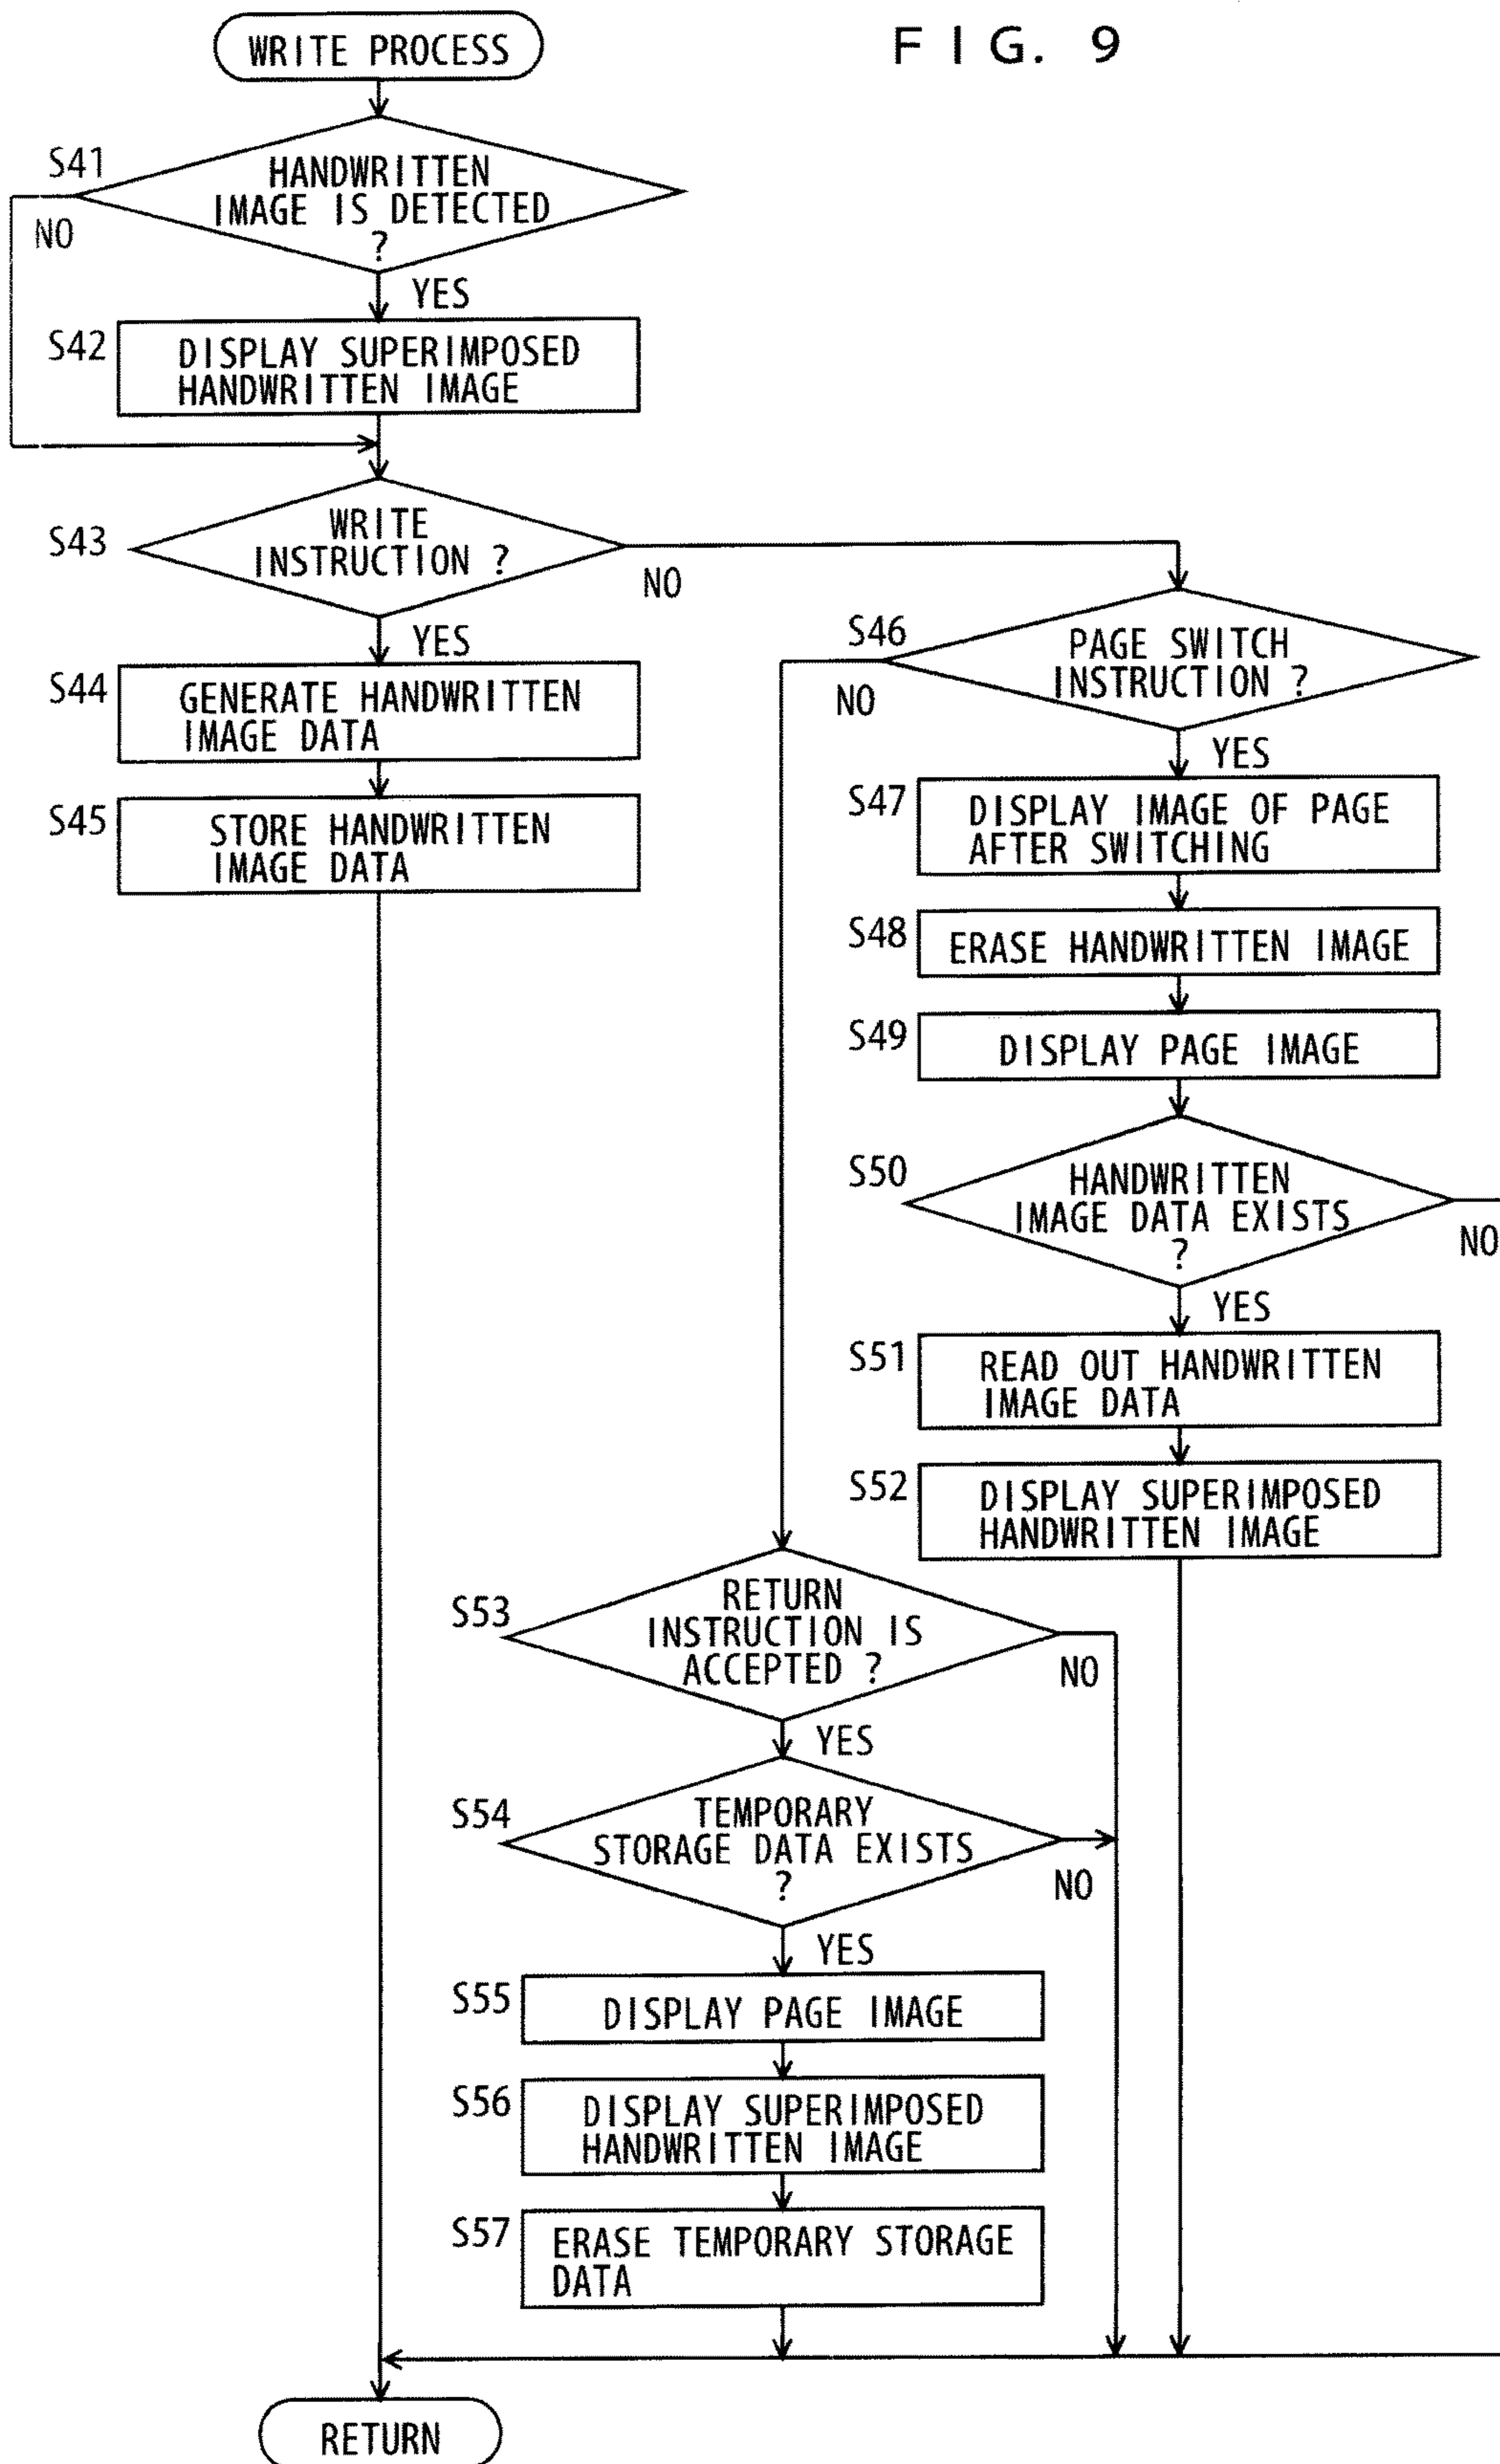 FIG. 9
WRITE PROCESS
S41
HANDWRITTEN
IMAGE IS DETECTED
?
NO
YES
S42
DISPLAY SUPERIMPOSED
HANDWRITTEN IMAGE
S43
WRITE
INSTRUCTION ?
NO
YES
S44
GENERATE HANDWRITTEN
IMAGE DATA
S45
STORE HANDWRITTEN
IMAGE DATA
S46
PAGE SWITCH
INSTRUCTION ?
NO
YES
S47
DISPLAY IMAGE OF PAGE
AFTER SWITCHING
S48
ERASE HANDWRITTEN IMAGE
S49
DISPLAY PAGE IMAGE
S50
HANDWRITTEN
IMAGE DATA EXISTS
?
NO
YES
S51
READ OUT HANDWRITTEN
IMAGE DATA
S52
DISPLAY SUPERIMPOSED
HANDWRITTEN IMAGE
S53
RETURN
INSTRUCTION IS
ACCEPTED ?
NO
YES
S54
TEMPORARY
STORAGE DATA EXISTS
?
NO
YES
S55
DISPLAY PAGE IMAGE
S56
DISPLAY SUPERIMPOSED
HANDWRITTEN IMAGE
S57
ERASE TEMPORARY STORAGE
DATA
RETURN